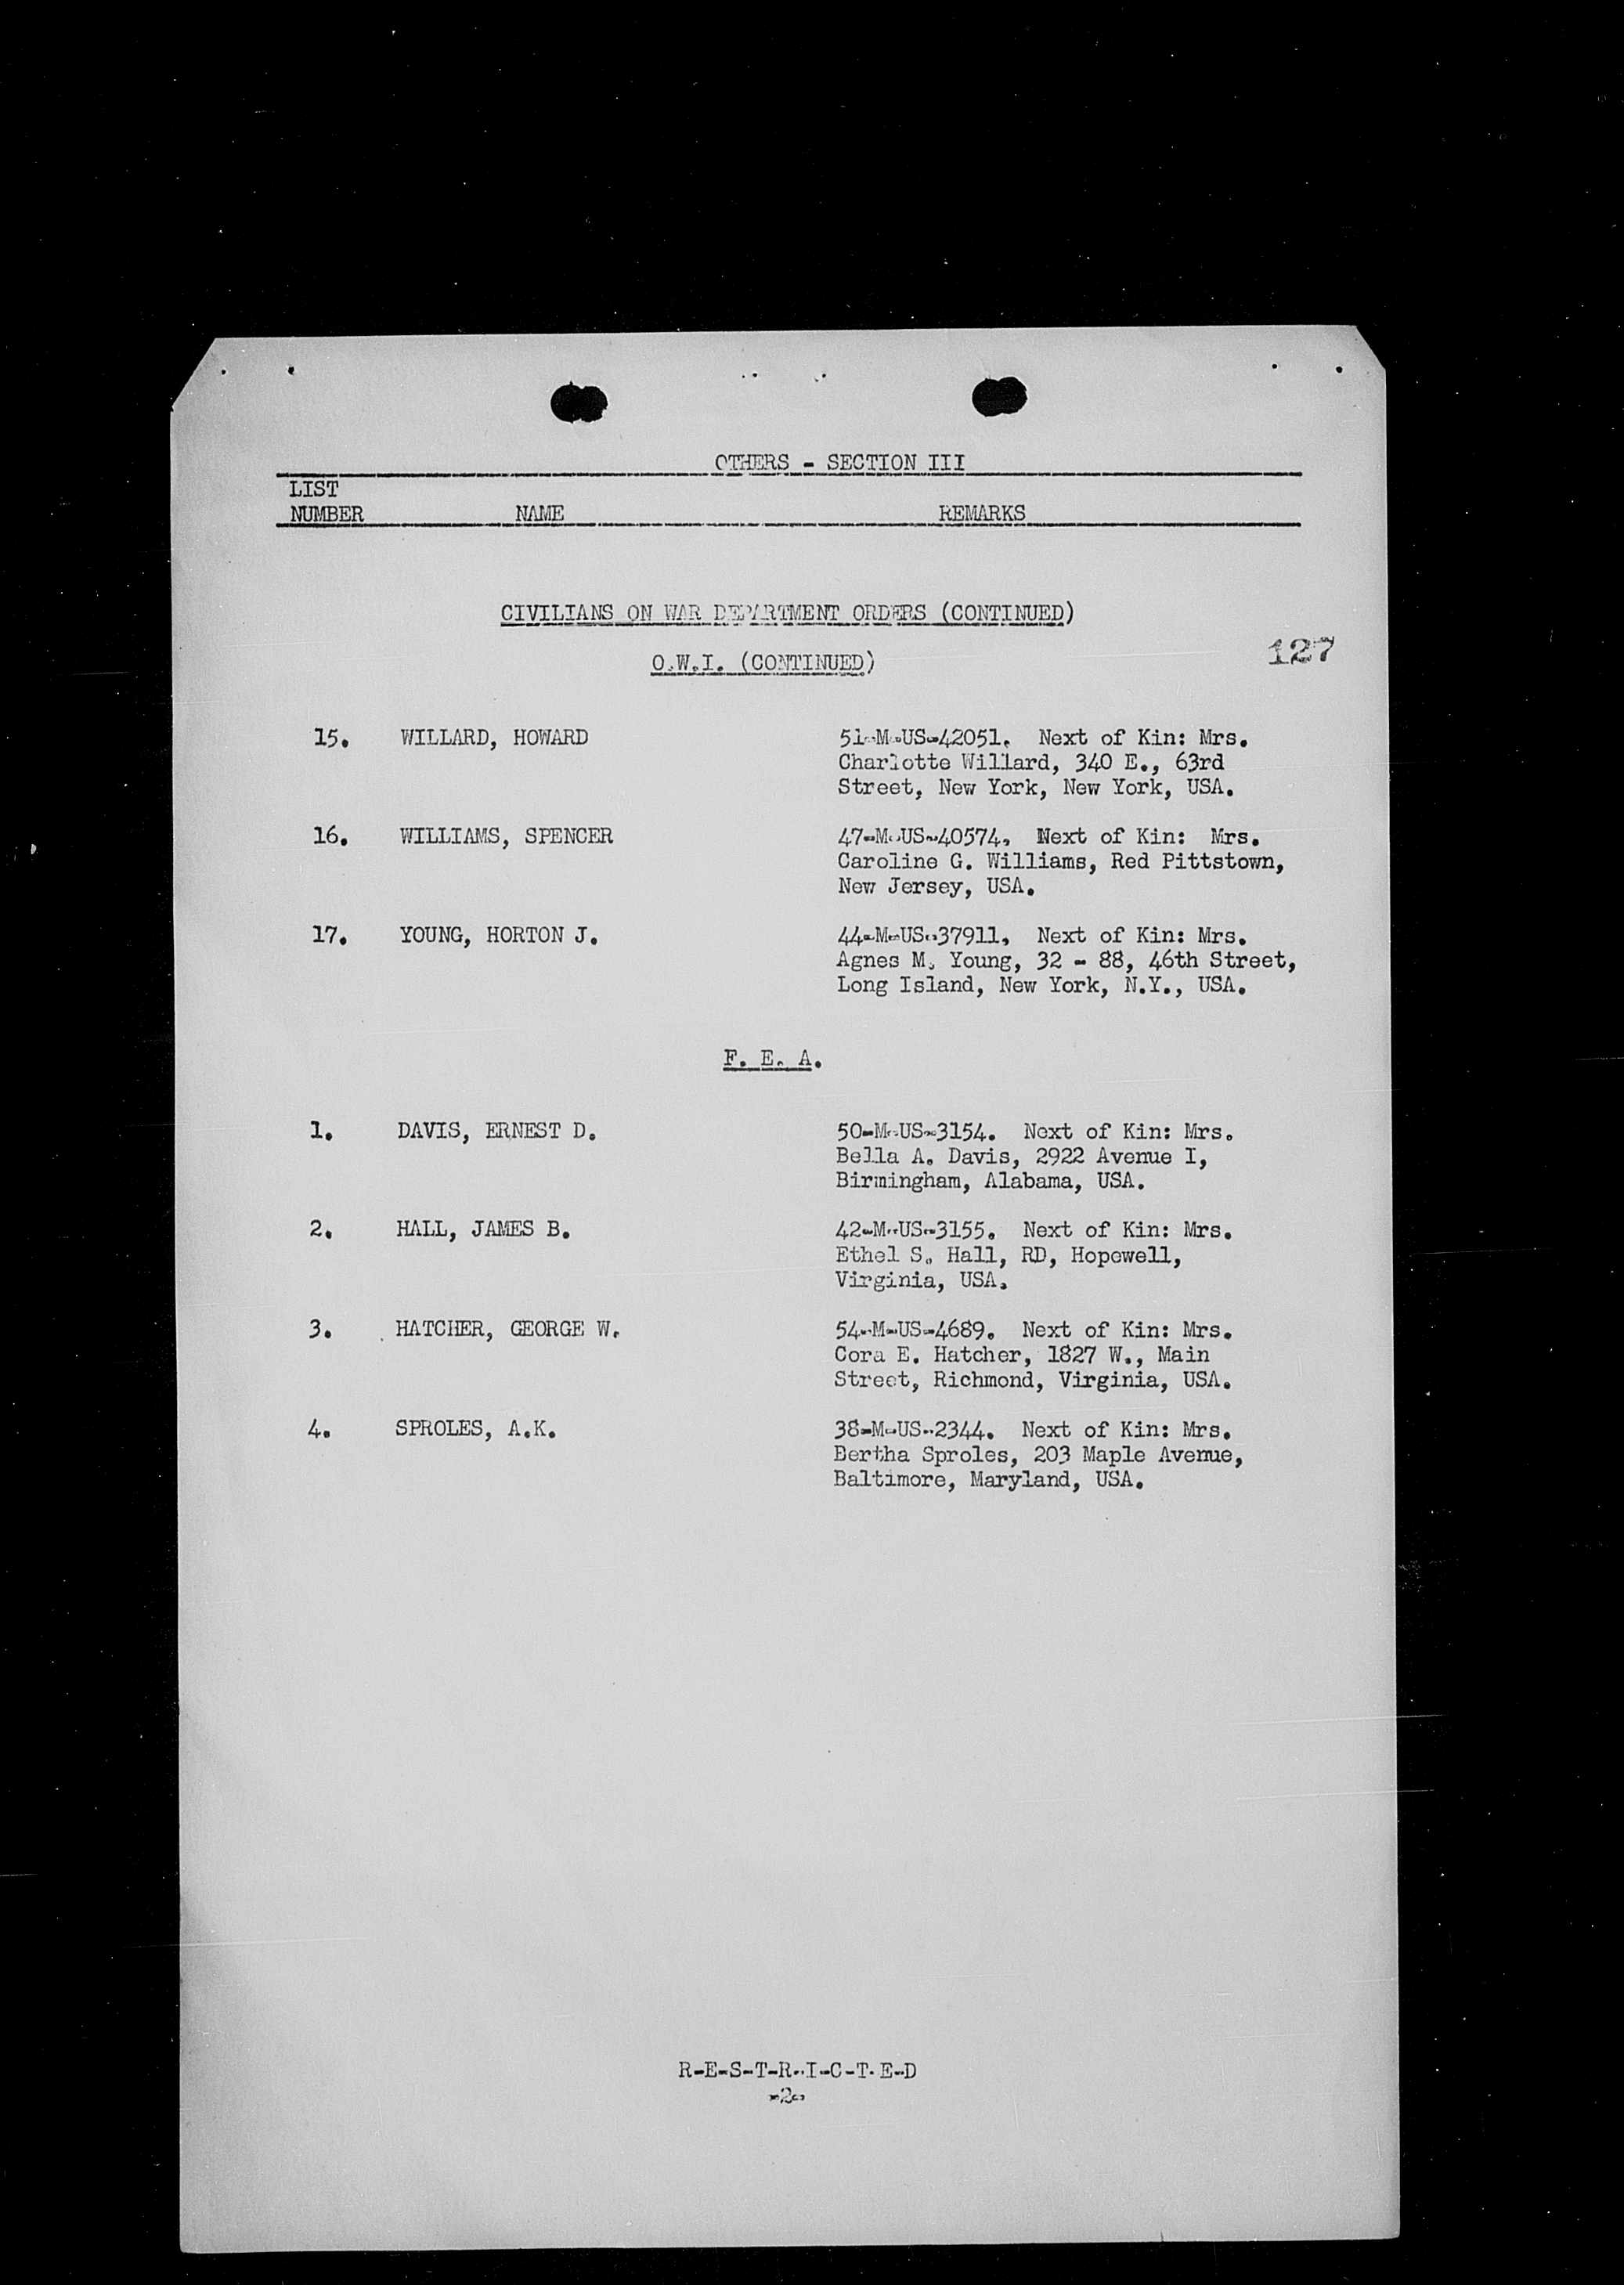 OTHERS - SECTION III
LIST
NUMBER NAME REMARKS
CIVILIANS ON WAR DEPARTMENT ORDERS (CONTINUED)
127
O.W.I. (CONTINUED)
15. WILLARD, HOWARD 51-M-US-42051. Next of Kin: Mrs.
Charlotte Willard, 340 E., 63rd
Street, New York, New York, USA.
16. WILLIAMS, SPENCER 47-M-US-40574, Next of Kin: Mrs.
Caroline G. Williams, Red Pittstown,
New Jersey, USA.
17. YOUNG, HORTON J. 44-M-US-37911, Next of Kin: Mrs.
Agnes M. Young, 32 - 88, 46th Street,
Long Island, New York, N.Y., USA.
F. E. A.
1. DAVIS, ERNEST D. 50-M-US-3154. Next of Kin: Mrs.
Bella A. Davis, 2922 Avenue I,
Birmingham, Alabama, USA.
2. HALL, JAMES B. 42-M-US-3155. Next of Kin: Mrs.
Ethel S. Hall, RD, Hopewell,
Virginia, USA.
3. HATCHER, GEORGE W. 54-M-US-4689. Next of Kin: Mrs.
Cora E. Hatcher, 1827 W., Main
Street, Richmond, Virginia, USA.
4. SPROLES, A.K. 38-M-US-2344. Next of Kin: Mrs.
Bertha Sproles, 203 Maple Avenue,
Baltimore, Maryland, USA.
R-E-S-T-R-I-C-T-E-D
-2-